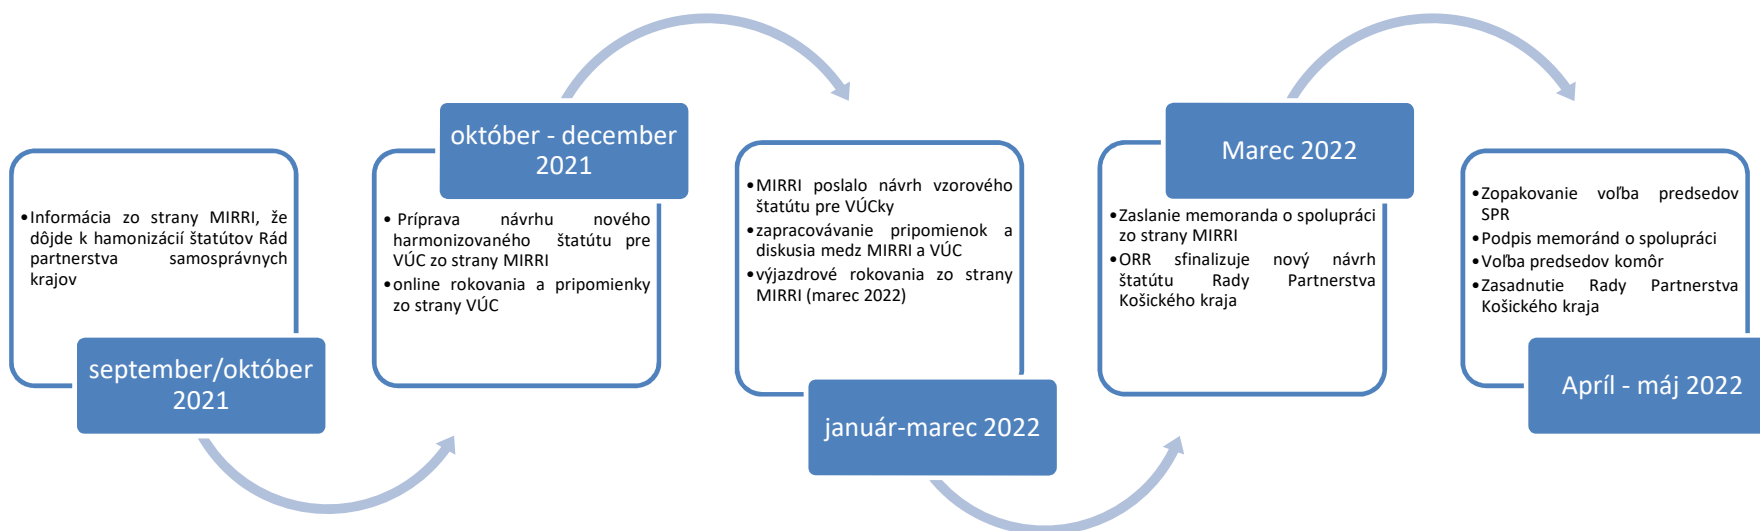 •Informácia zo strany MIRRI, že
dôjde k hamonizácií štatútov Rád
partnerstva samosprávnych
krajov
september/október
2021
október - december
2021
• Príprava návrhu nového
harmonizovaného štatútu pre
VÚC zo strany MIRRI
•online rokovania a pripomienky
zo strany VÚC
•MIRRI poslalo návrh vzorového
štatútu pre VÚCky
•zapracovávanie pripomienok a
diskusia medz MIRRI a VÚC
•výjazdrové rokovania zo strany
MIRRI (marec 2022)
január-marec 2022
Marec 2022
•Zaslanie memoranda o spolupráci
zo strany MIRRI
•ORR sfinalizuje nový návrh
štatútu Rady Partnerstva
Košického kraja
•Zopakovanie voľba predsedov
SPR
•Podpis memoránd o spolupráci
•Voľba predsedov komôr
•Zasadnutie Rady Partnerstva
Košického kraja
Apríl - máj 2022